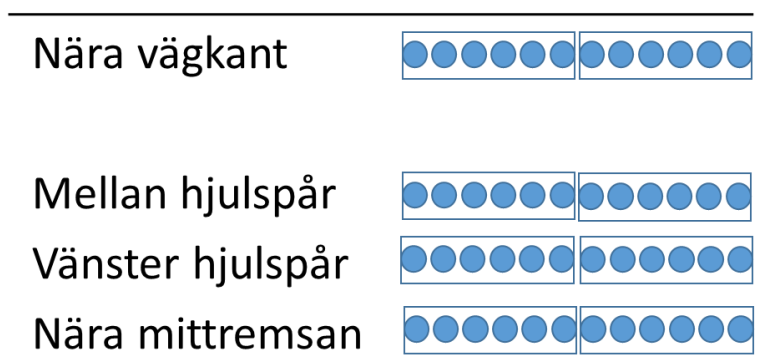 Nära vägkant
Mellan hjulspår
Vänster hjulspår
Nära mittremsan